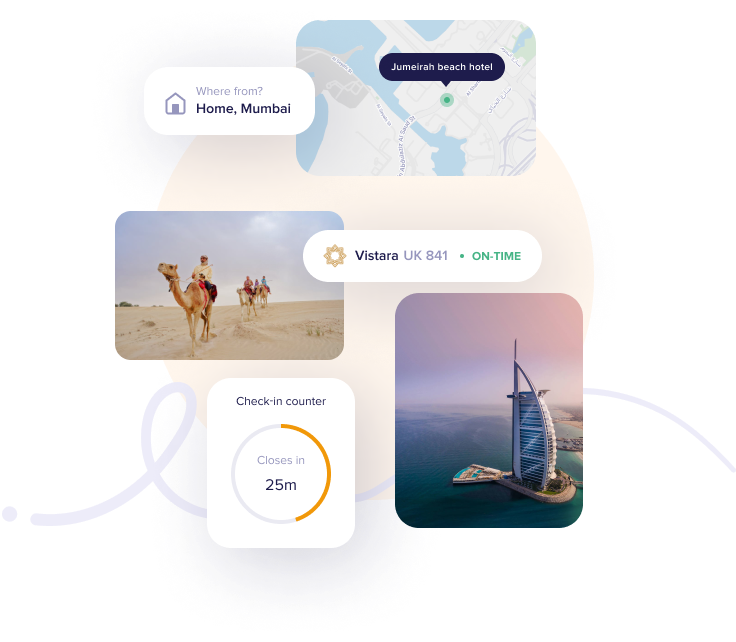 Jumeirah beach hotel
Where from?
Home, Mumbai
Vistara UK 841 • ON-TIME
Check-in counter
Closes in
25m